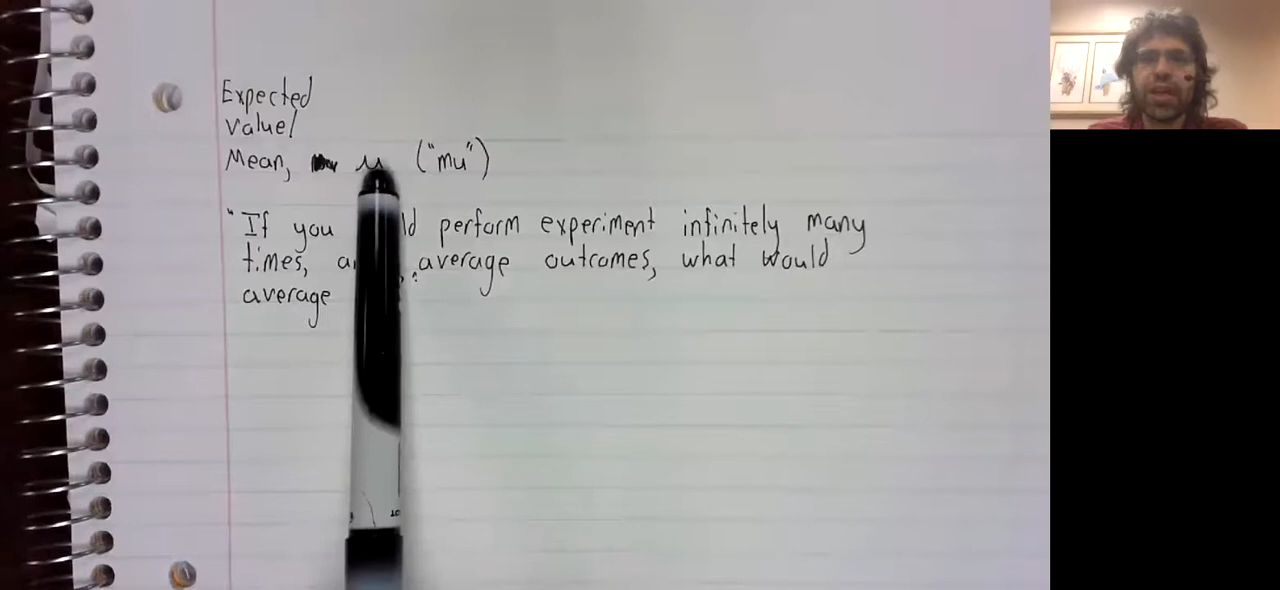 Expected
value/
Mean, μ ("mu")
"If you perform experiment infinitely many
times, average outcomes, what would
average